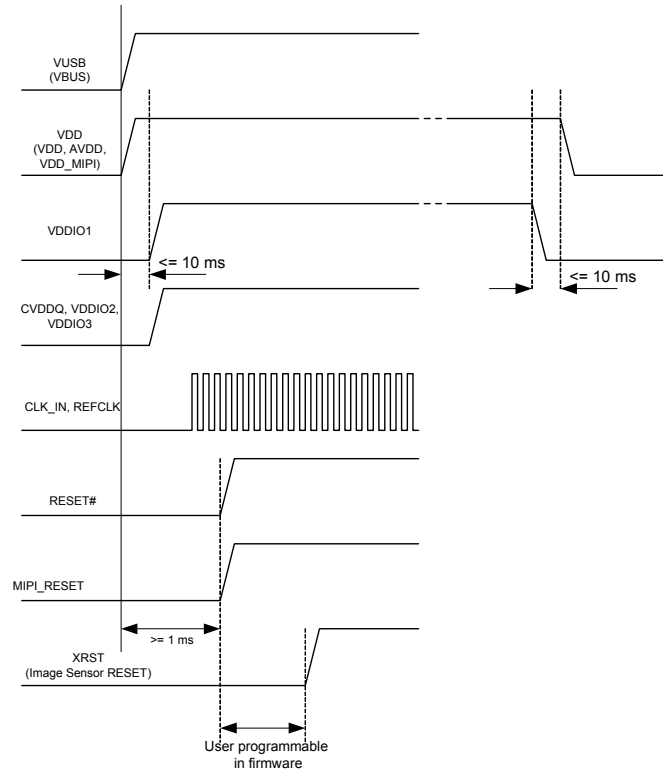 VUSB
(VBUS)
VDD
(VDD, AVDD,
VDD_MIPI)
VDDIO1
<= 10 ms
<= 10 ms
CVDDQ, VDDIO2,
VDDIO3
CLK_IN, REFCLK
RESET#
MIPI_RESET
>= 1 ms
XRST
(Image Sensor RESET)
User programmable
in firmware